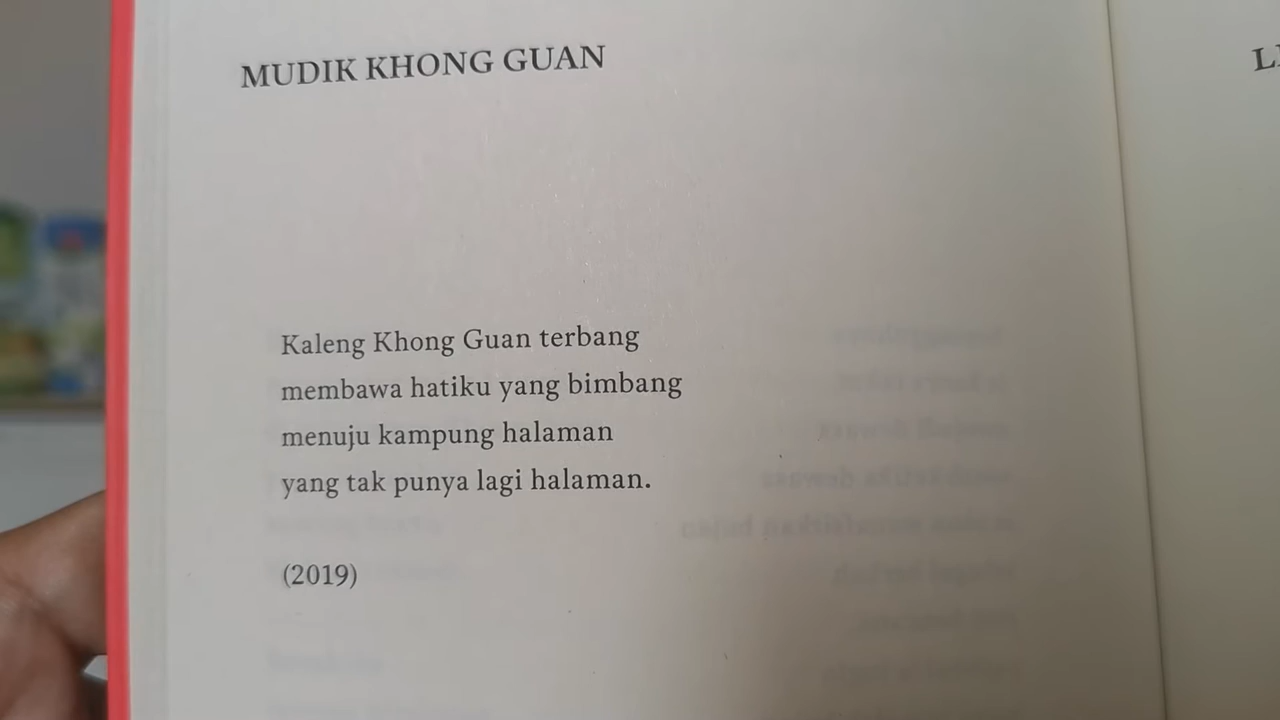 MUDIK KHONG GUAN
Kaleng Khong Guan terbang
membawa hatiku yang bimbang
menuju kampung halaman
yang tak punya lagi halaman.
(2019)